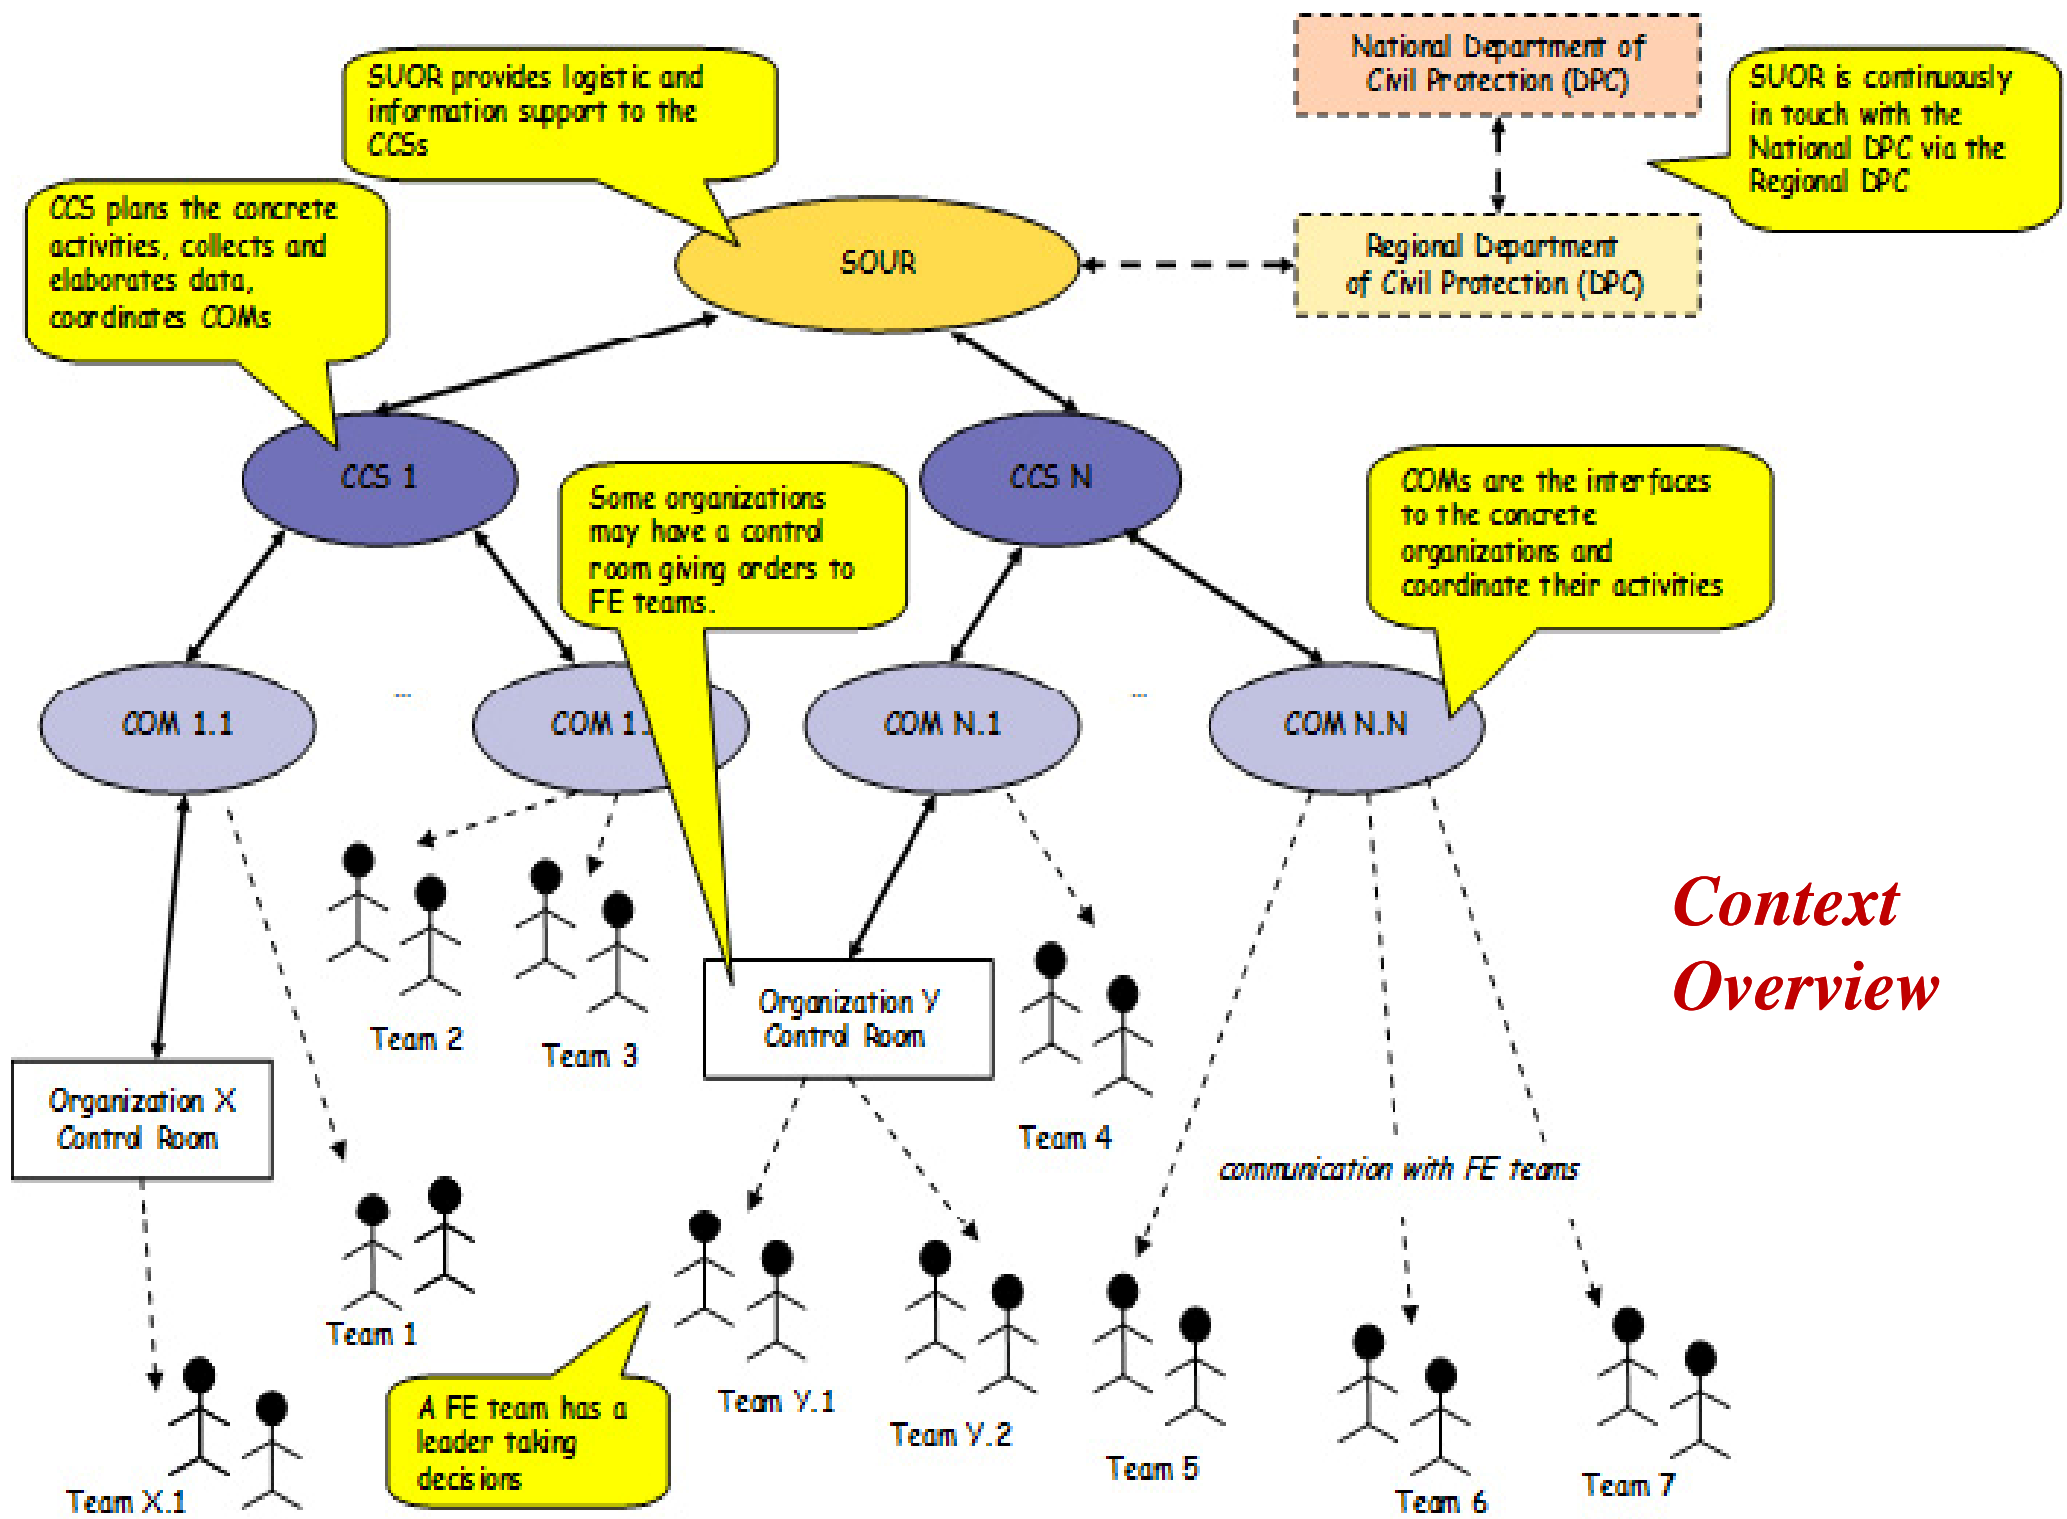 National Department of
Civil Protection (DPC)
SUOR provides logistic and
information support to the
CCSs
SUOR is continuously
in touch with the
National DPC via the
Regional DPC
CCS plans the concrete
activities, collects and
elaborates data,
coordinates COMs
SOUR
Regional Department
of Civil Protection (DPC)
CCS 1
Some organizations
may have a control
room giving orders to
FE teams.
CCS N
COMs are the interfaces
to the concrete
organizations and
coordinate their activities
COM 1.1
...
COM 1.
COM N.1
...
COM N.N
Context
Overview
Team 2
Team 3
Organization Y
Control Room
Team 4
Organization X
Control Room
communication with FE teams
Team 1
Team Y.1
Team Y.2
Team 5
Team 6
Team 7
A FE team has a
leader taking
decisions
Team X.1